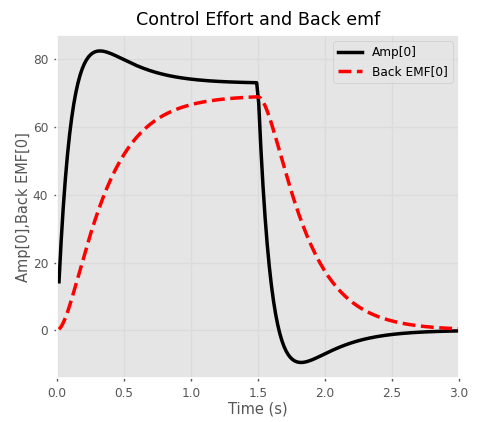 Control Effort and Back emf
Amp[0]
Back EMF[0]
Amp[0],Back EMF[0]
80
60
40
20
0
0.0 0.5 1.0 1.5 2.0 2.5 3.0
Time (s)